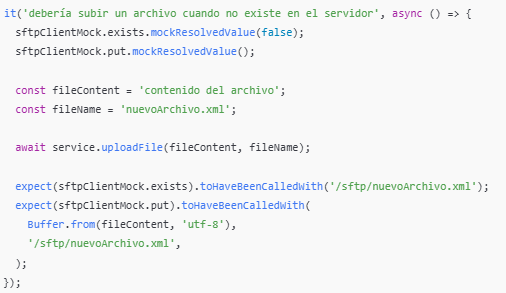 it('debería subir un archivo cuando no existe en el servidor', async () => {
  sftpClientMock.exists.mockResolvedValue(false);
  sftpClientMock.put.mockResolvedValue();

  const fileContent = 'contenido del archivo';
  const fileName = 'nuevoArchivo.xml';

  await service.uploadFile(fileContent, fileName);

  expect(sftpClientMock.exists).toHaveBeenCalledWith('/sftp/nuevoArchivo.xml');
  expect(sftpClientMock.put).toHaveBeenCalledWith(
    Buffer.from(fileContent, 'utf-8'),
    '/sftp/nuevoArchivo.xml',
  );
});